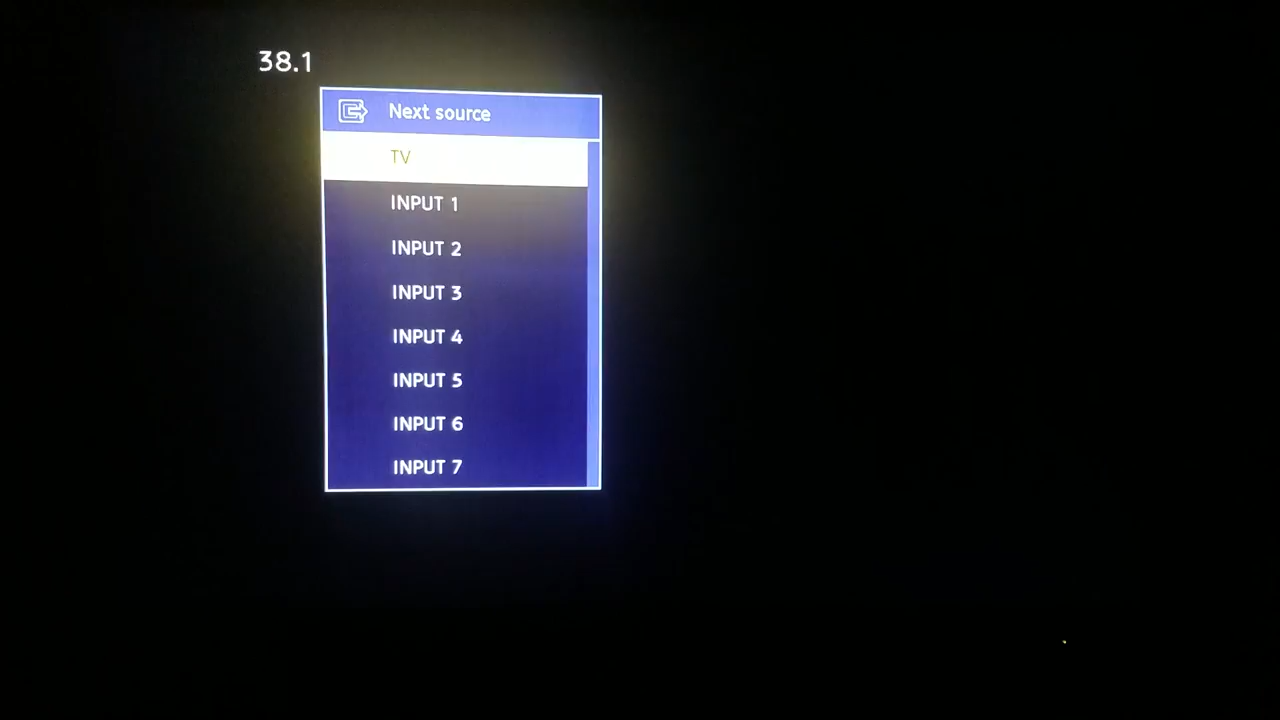 38.1
Next source
TV
INPUT 1
INPUT 2
INPUT 3
INPUT 4
INPUT 5
INPUT 6
INPUT 7